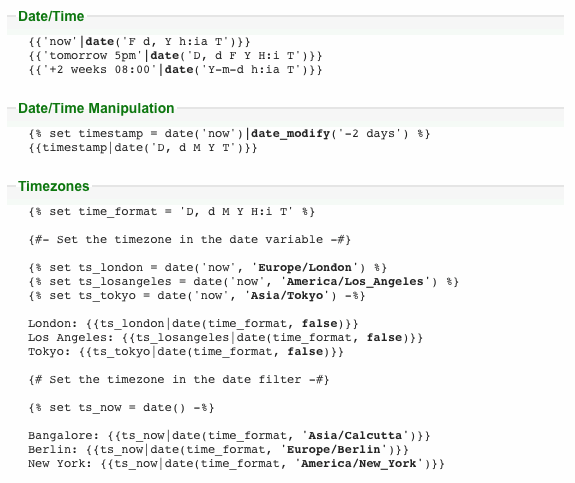 Date/Time
{{'now'|date('F d, Y h:ia T')}}
{{'tomorrow 5pm'|date('D, d F Y H:i T')}}
{{'+2 weeks 08:00'|date('Y-m-d h:ia T')}}
Date/Time Manipulation
{% set timestamp = date('now')|date_modify('-2 days') %}
{{timestamp|date('D, d M Y T')}}
Timezones
{% set time_format = 'D, d M Y H:i T' %}
{#- Set the timezone in the date variable -#}
{% set ts_london = date('now', 'Europe/London') %}
{% set ts_losangeles = date('now', 'America/Los_Angeles') %}
{% set ts_tokyo = date('now', 'Asia/Tokyo') -%}
London: {{ts_london|date(time_format, false)}}
Los Angeles: {{ts_losangeles|date(time_format, false)}}
Tokyo: {{ts_tokyo|date(time_format, false)}}
{# Set the timezone in the date filter -#}
{% set ts_now = date() -%}
Bangalore: {{ts_now|date(time_format, 'Asia/Calcutta')}}
Berlin: {{ts_now|date(time_format, 'Europe/Berlin')}}
New York: {{ts_now|date(time_format, 'America/New_York')}}